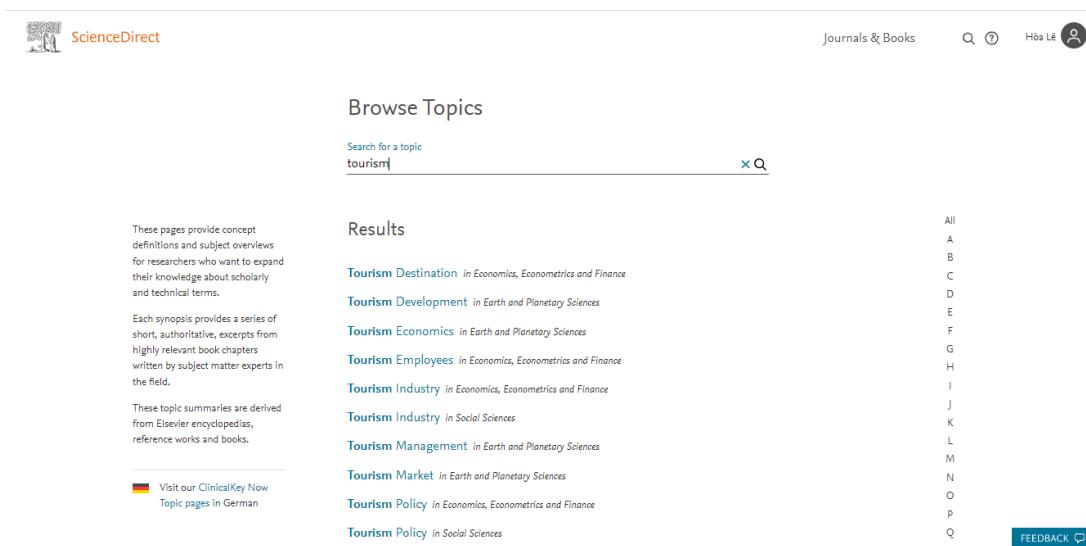 ScienceDirect
Journals & Books
Hòa Lê
Browse Topics
Search for a topic
tourism
These pages provide concept
definitions and subject overviews
for researchers who want to expand
their knowledge about scholarly
and technical terms.
Each synopsis provides a series of
short, authoritative, excerpts from
highly relevant book chapters
written by subject matter experts in
the field.
These topic summaries are derived
from Elsevier encyclopedias,
reference works and books.
Visit our ClinicalKey Now
Topic pages in German
Results
Tourism Destination in Economics, Econometrics and Finance
Tourism Development in Earth and Planetary Sciences
Tourism Economics in Earth and Planetary Sciences
Tourism Employees in Economics, Econometrics and Finance
Tourism Industry in Economics, Econometrics and Finance
Tourism Industry in Social Sciences
Tourism Management in Earth and Planetary Sciences
Tourism Market in Earth and Planetary Sciences
Tourism Policy in Economics, Econometrics and Finance
Tourism Policy in Social Sciences
All
A
B
C
D
E
F
G
H
I
J
K
L
M
N
O
P
Q
FEEDBACK